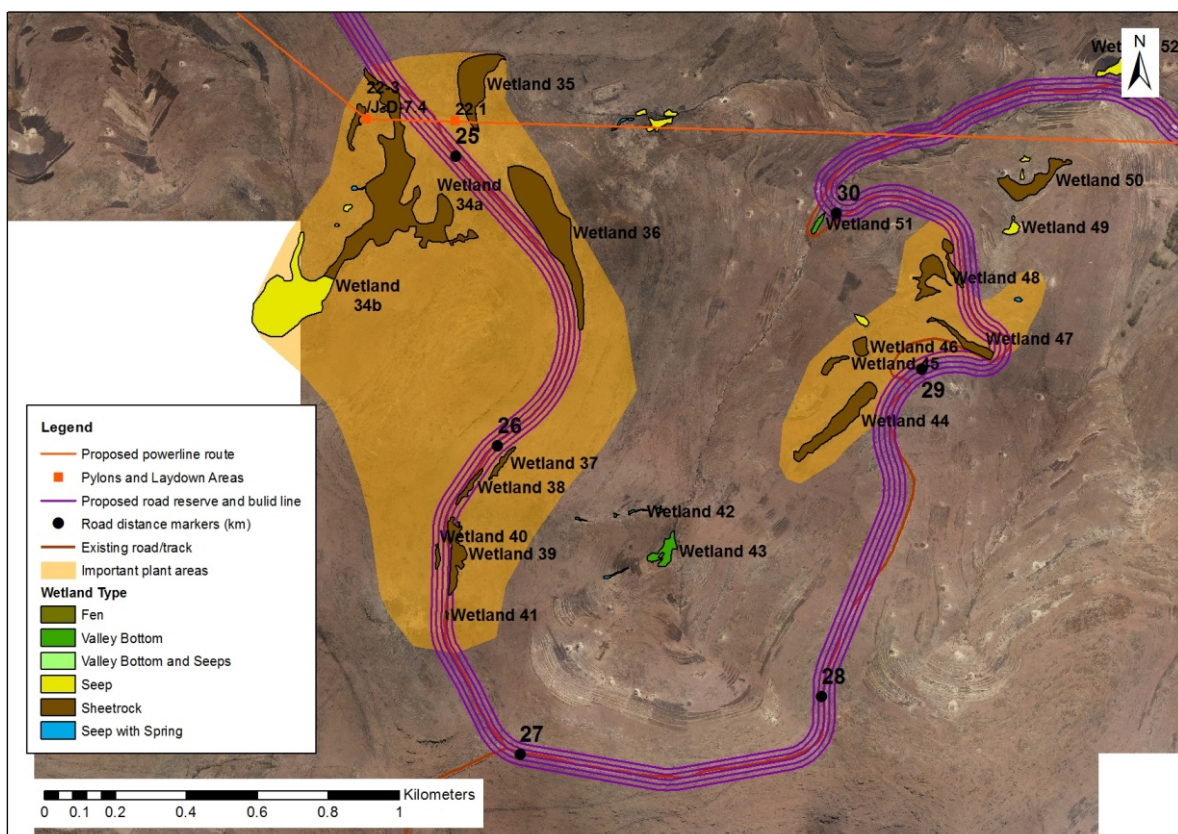 Wetland 52
N
22-3
/J-D-7.4
22.1
25
Wetland 35
Wetland
34a
Wetland 36
Wetland
34b
30
Wetland 51
Wetland 50
Wetland 49
Wetland 48
Wetland 47
Wetland 46
Wetland 45
29
Wetland 44
26
Wetland 37
Wetland 38
Wetland 40
Wetland 39
Wetland 41
Wetland 42
Wetland 43
28
27
Legend
Proposed powerline route
Pylons and Laydown Areas
Proposed road reserve and bulid line
Road distance markers (km)
Existing road/track
Important plant areas
Wetland Type
Fen
Valley Bottom
Valley Bottom and Seeps
Seep
Sheetrock
Seep with Spring
0 0.1 0.2 0.4 0.6 0.8 1 Kilometers